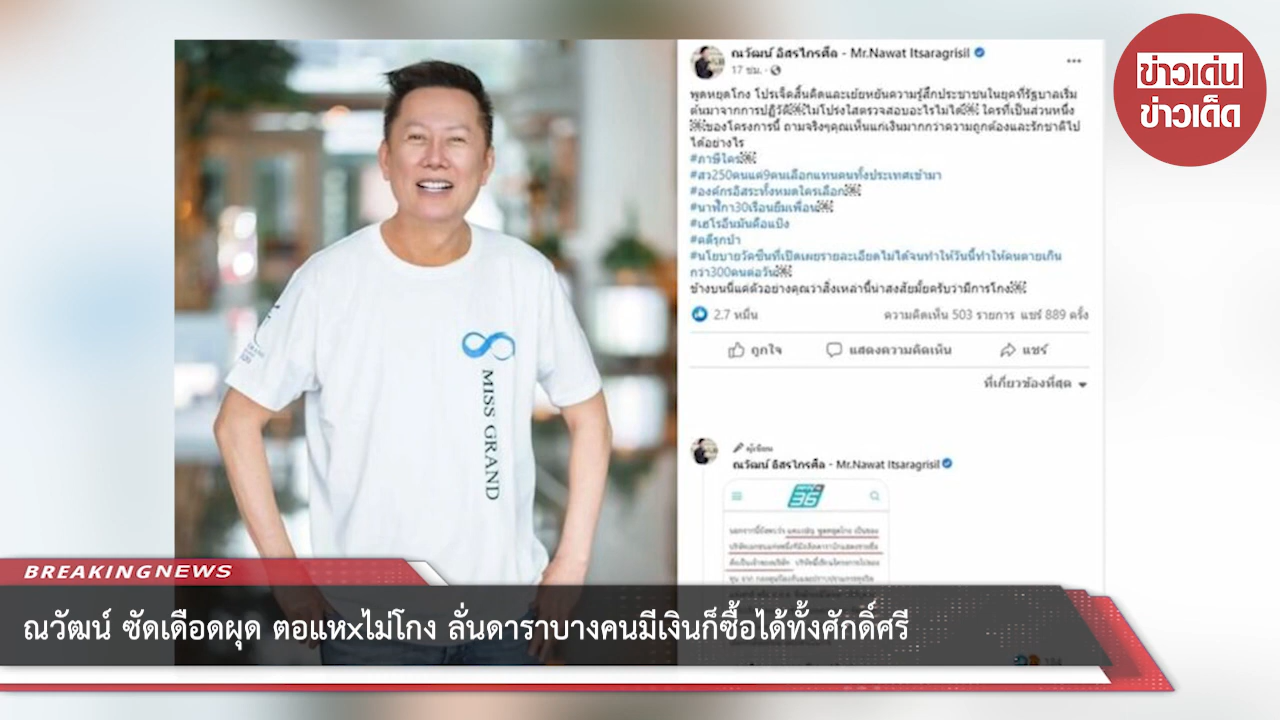 ณวัฒน์ อิสรไกรศีล - Mr.Nawat Itsaragrisil
17 ชม.
พูดหยุดโกง โปรเจ็คสิ้นคิดและเย้ยหยันความรู้สึกประชาชนในยุคที่รัฐบาลเริ่ม
ต้นมาจากการปฏิวัติ ไม่โปร่งใสตรวจสอบอะไรไม่ได้ ใครที่เป็นส่วนหนึ่ง
ของโครงการนี้ ถามจริงๆคุณเห็นแก่เงินมากกว่าความถูกต้องและรักชาติไป
ได้อย่างไร
#ภาษีใคร
#สว250คนแค่9คนเลือกแทนคนทั้งประเทศเข้ามา
#องค์กรอิสระทั้งหมดใครเลือก
#นาฬิกา30เรือนยืมเพื่อน
#เฮโรอีนมันคือแป้ง
#คดีรุกป่า
#นโยบายวัคซีนที่เปิดเผยรายละเอียดไม่ได้จนทำให้วันนี้ทำให้คนตายเกิน
กว่า300คนต่อวัน
ข้างบนนี่แค่ตัวอย่างคุณว่าสิ่งเหล่านี้น่าสงสัยมั้ยครับว่ามีการโกง
2.7 หมื่น ความคิดเห็น 503 รายการ แชร์ 889 ครั้ง
ถูกใจ แสดงความคิดเห็น แชร์
ที่เกี่ยวข้องที่สุด
ผู้เขียน
ณวัฒน์ อิสรไกรศีล - Mr.Nawat Itsaragrisil
36
MISS GRAND
ข่าวเด่น
ข่าวเด็ด
BREAKING NEWS
ณวัฒน์ ซัดเดือดผุด ตอแหxไม่โกง ลั่นดาราบางคนมีเงินก็ซื้อได้ทั้งศักดิ์ศรี